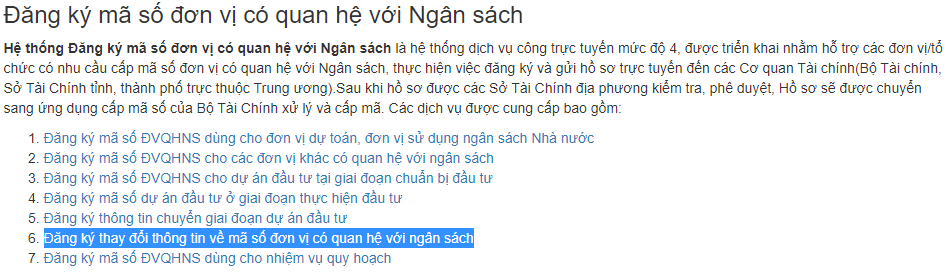 Đăng ký mã số đơn vị có quan hệ với Ngân sách
Hệ thống Đăng ký mã số đơn vị có quan hệ với Ngân sách là hệ thống dịch vụ công trực tuyến mức độ 4, được triển khai nhằm hỗ trợ các đơn vị/tổ
chức có nhu cầu cấp mã số đơn vị có quan hệ với Ngân sách, thực hiện việc đăng ký và gửi hồ sơ trực tuyến đến các Cơ quan Tài chính(Bộ Tài chính,
Sở Tài Chính tỉnh, thành phố trực thuộc Trung ương).Sau khi hồ sơ được các Sở Tài Chính địa phương kiểm tra, phê duyệt, Hồ sơ sẽ được chuyển
sang ứng dụng cấp mã số của Bộ Tài Chính xử lý và cấp mã. Các dịch vụ được cung cấp bao gồm:
1. Đăng ký mã số ĐVQHNS dùng cho đơn vị dự toán, đơn vị sử dụng ngân sách Nhà nước
2. Đăng ký mã số ĐVQHNS cho các đơn vị khác có quan hệ với ngân sách
3. Đăng ký mã số ĐVQHNS cho dự án đầu tư tại giai đoạn chuẩn bị đầu tư
4. Đăng ký mã số dự án đầu tư ở giai đoạn thực hiện đầu tư
5. Đăng ký thông tin chuyển giai đoạn dự án đầu tư
6. Đăng ký thay đổi thông tin về mã số đơn vị có quan hệ với ngân sách
7. Đăng ký mã số ĐVQHNS dùng cho nhiệm vụ quy hoạch